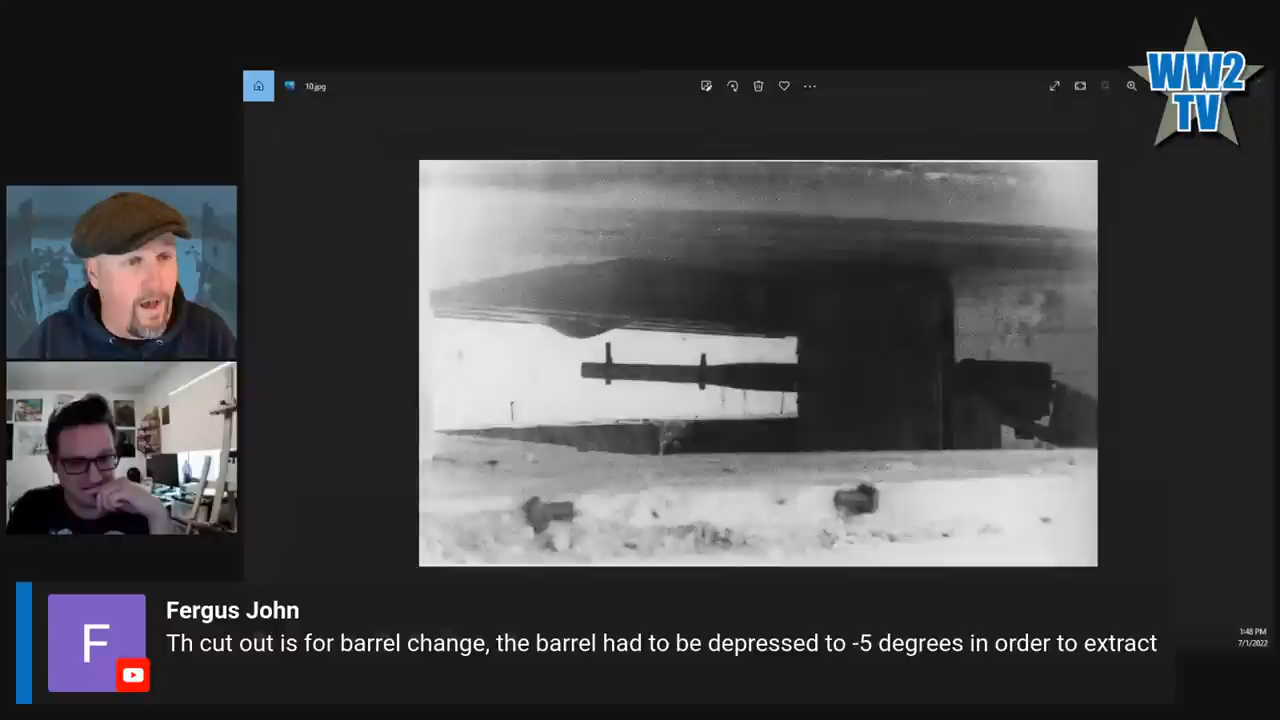 WW2
TV
10.jpg
1:48 PM
7/1/2022
F
Fergus John
Th cut out is for barrel change, the barrel had to be depressed to -5 degrees in order to extract